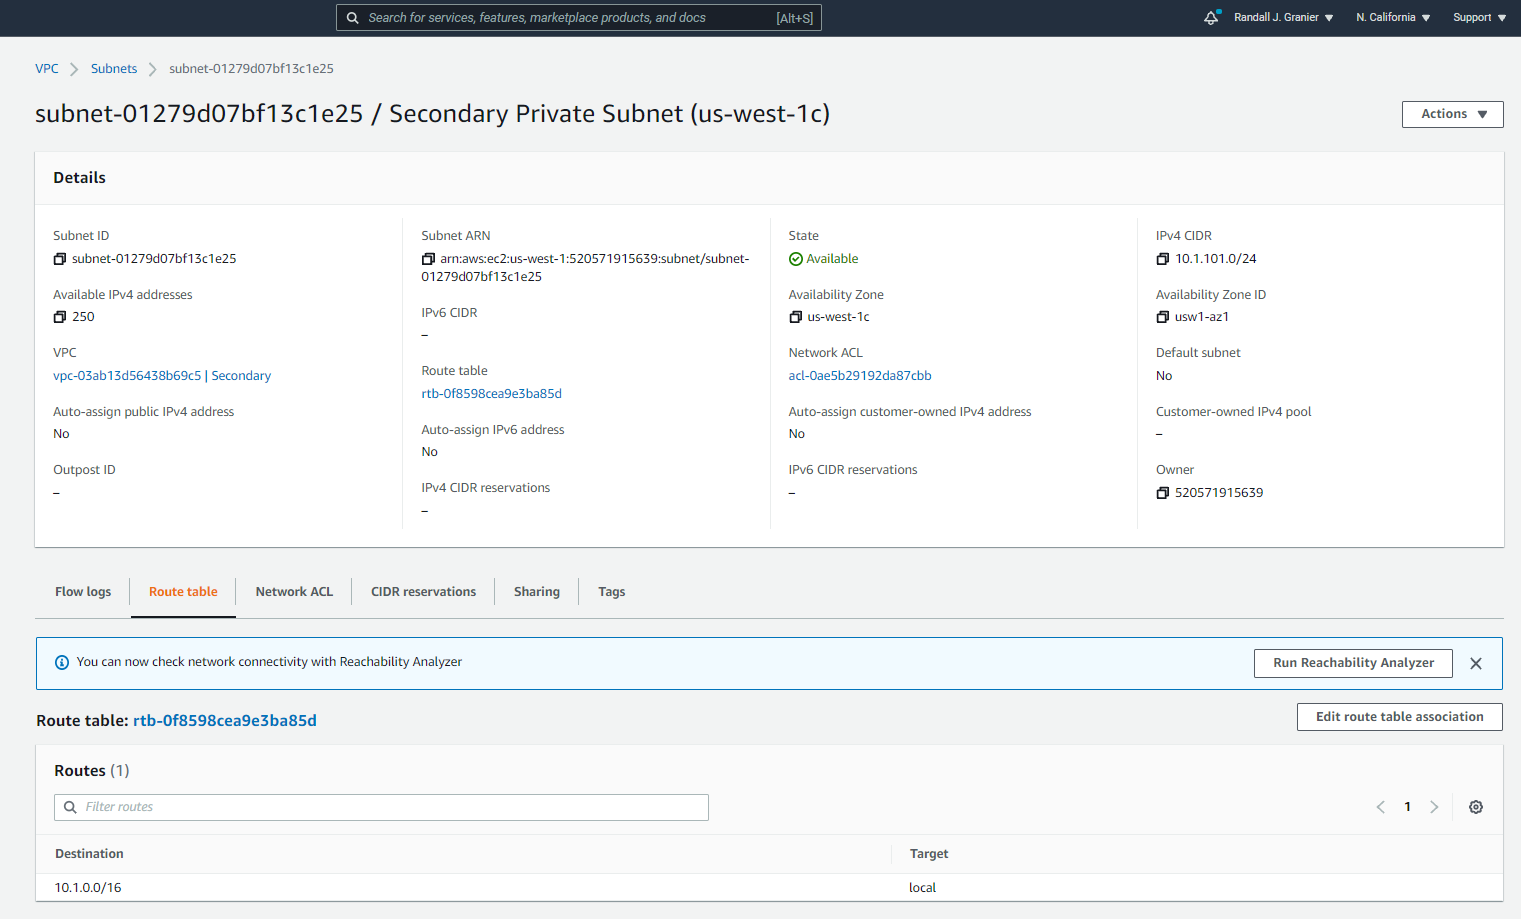 Search for services, features, marketplace products, and docs [Alt+S] Randall J. Granier N. California Support
VPC Subnets subnet-01279d07bf13c1e25
subnet-01279d07bf13c1e25 / Secondary Private Subnet (us-west-1c)
Actions
Details
Subnet ID
subnet-01279d07bf13c1e25
Available IPv4 addresses
250
VPC
vpc-03ab13d56438b69c5 | Secondary
Auto-assign public IPv4 address
No
Outpost ID
–
Subnet ARN
arn:aws:ec2:us-west-1:520571915639:subnet/subnet-
01279d07bf13c1e25
IPv6 CIDR
–
Route table
rtb-0f8598cea9e3ba85d
Auto-assign IPv6 address
No
IPv4 CIDR reservations
–
State
Available
Availability Zone
us-west-1c
Network ACL
acl-0ae5b29192da87cbb
Auto-assign customer-owned IPv4 address
No
IPv6 CIDR reservations
–
IPv4 CIDR
10.1.101.0/24
Availability Zone ID
usw1-az1
Default subnet
No
Customer-owned IPv4 pool
–
Owner
520571915639
Flow logs Route table Network ACL CIDR reservations Sharing Tags
You can now check network connectivity with Reachability Analyzer Run Reachability Analyzer
Route table: rtb-0f8598cea9e3ba85d Edit route table association
Routes (1)
Filter routes 1
Destination Target
10.1.0.0/16 local